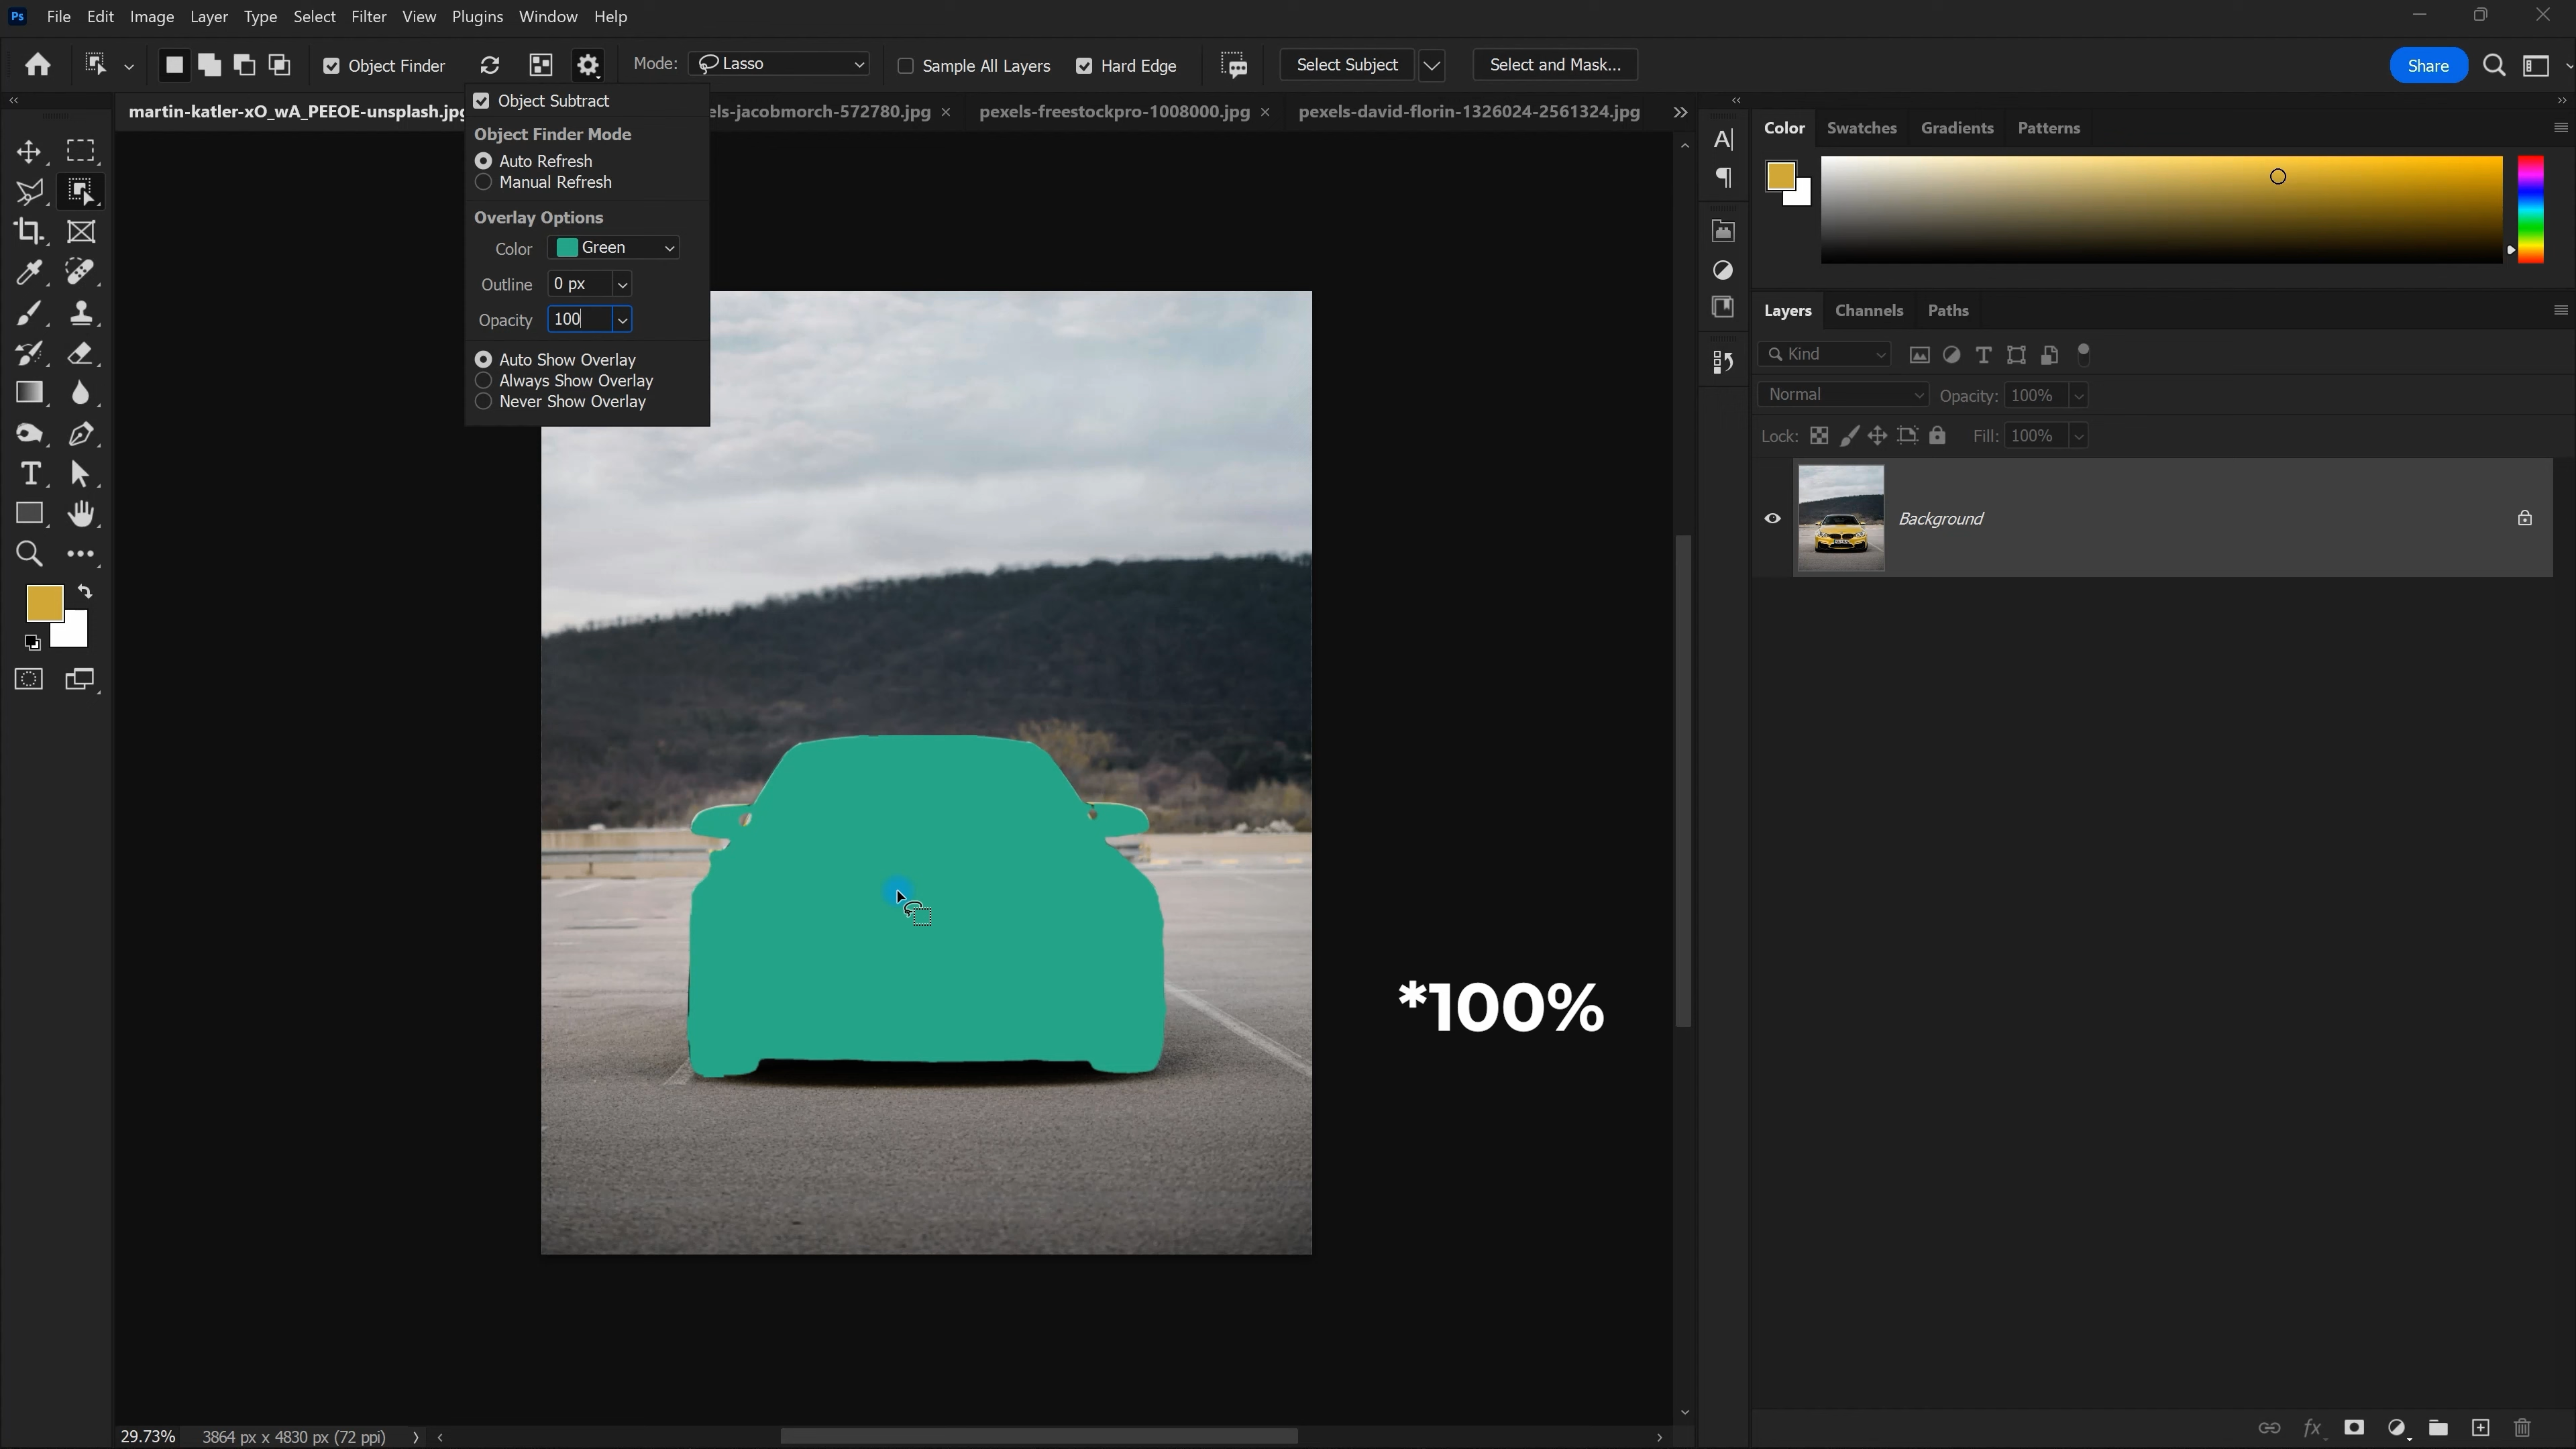 Ps File Edit Image Layer Type Select Filter View Plugins Window Help
Object Finder Mode: Lasso Sample All Layers Hard Edge Select Subject Select and Mask... Share
martin-katler-xO_wA_PEEOE-unsplash.jpg els-jacobmorch-572780.jpg × pexels-freestockpro-1008000.jpg × pexels-david-florin-1326024-2561324.jpg
Object Subtract
Object Finder Mode
Auto Refresh
Manual Refresh
Overlay Options
Color Green
Outline 0 px
Opacity 100
Auto Show Overlay
Always Show Overlay
Never Show Overlay
Color Swatches Gradients Patterns
Layers Channels Paths
Kind
Normal Opacity: 100%
Lock: Fill: 100%
Background
*100%
29.73% 3864 px x 4830 px (72 ppi)